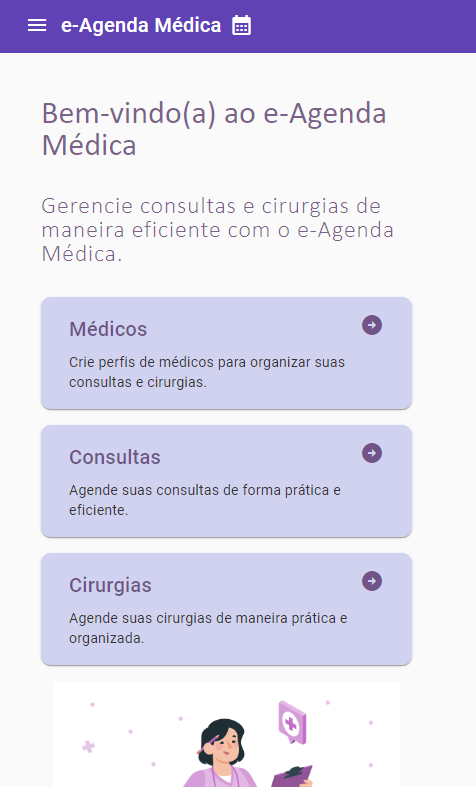 e-Agenda Médica
Bem-vindo(a) ao e-Agenda
Médica
Gerencie consultas e cirurgias de
maneira eficiente com o e-Agenda
Médica.
Médicos
Crie perfis de médicos para organizar suas
consultas e cirurgias.
Consultas
Agende suas consultas de forma prática e
eficiente.
Cirurgias
Agende suas cirurgias de maneira prática e
organizada.